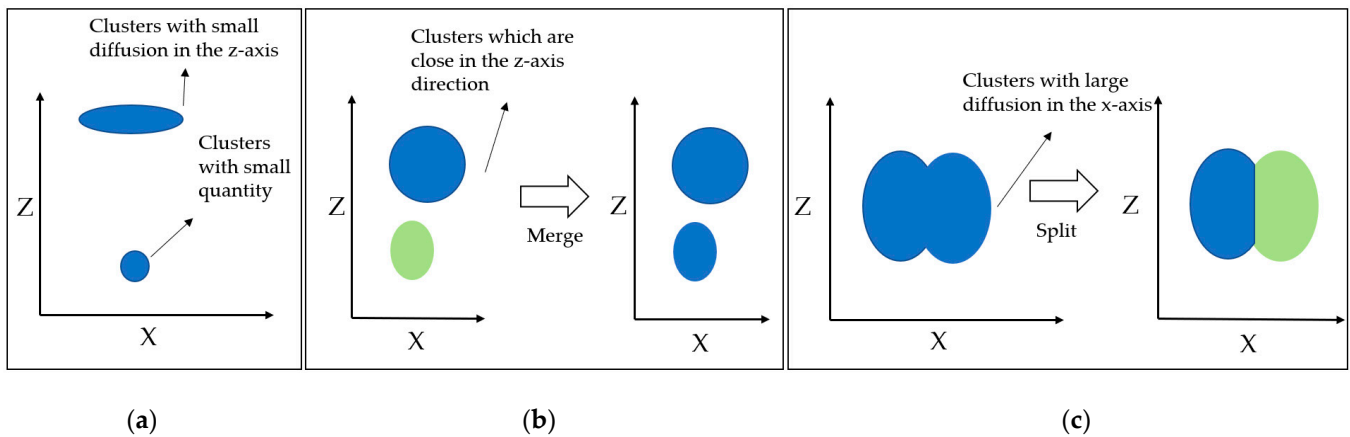 Clusters with small
diffusion in the z-axis
Clusters
with small
quantity
Z
X
Clusters which are
close in the z-axis
direction
Z
X
Merge
Z
X
Clusters with large
diffusion in the x-axis
Z
X
Split
Z
X
(a)
(b)
(c)